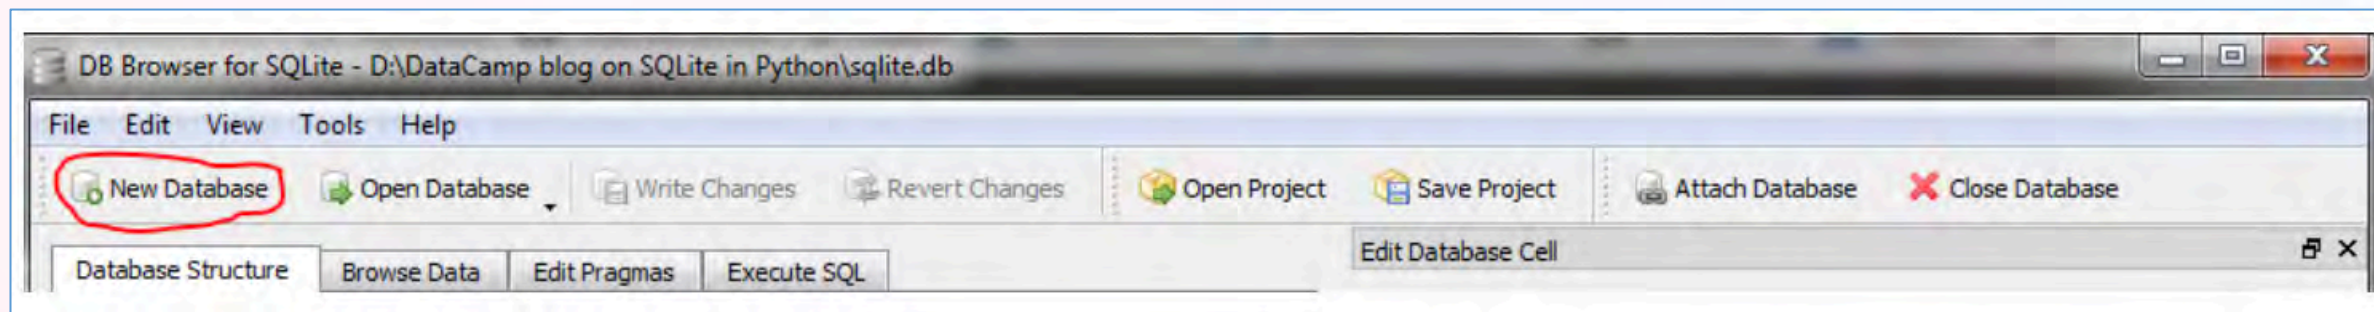 DB Browser for SQLite - D:\DataCamp blog on SQLite in Python\sqlite.db
File Edit View Tools Help
New Database Open Database Write Changes Revert Changes Open Project Save Project Attach Database Close Database
Database Structure Browse Data Edit Pragmas Execute SQL Edit Database Cell